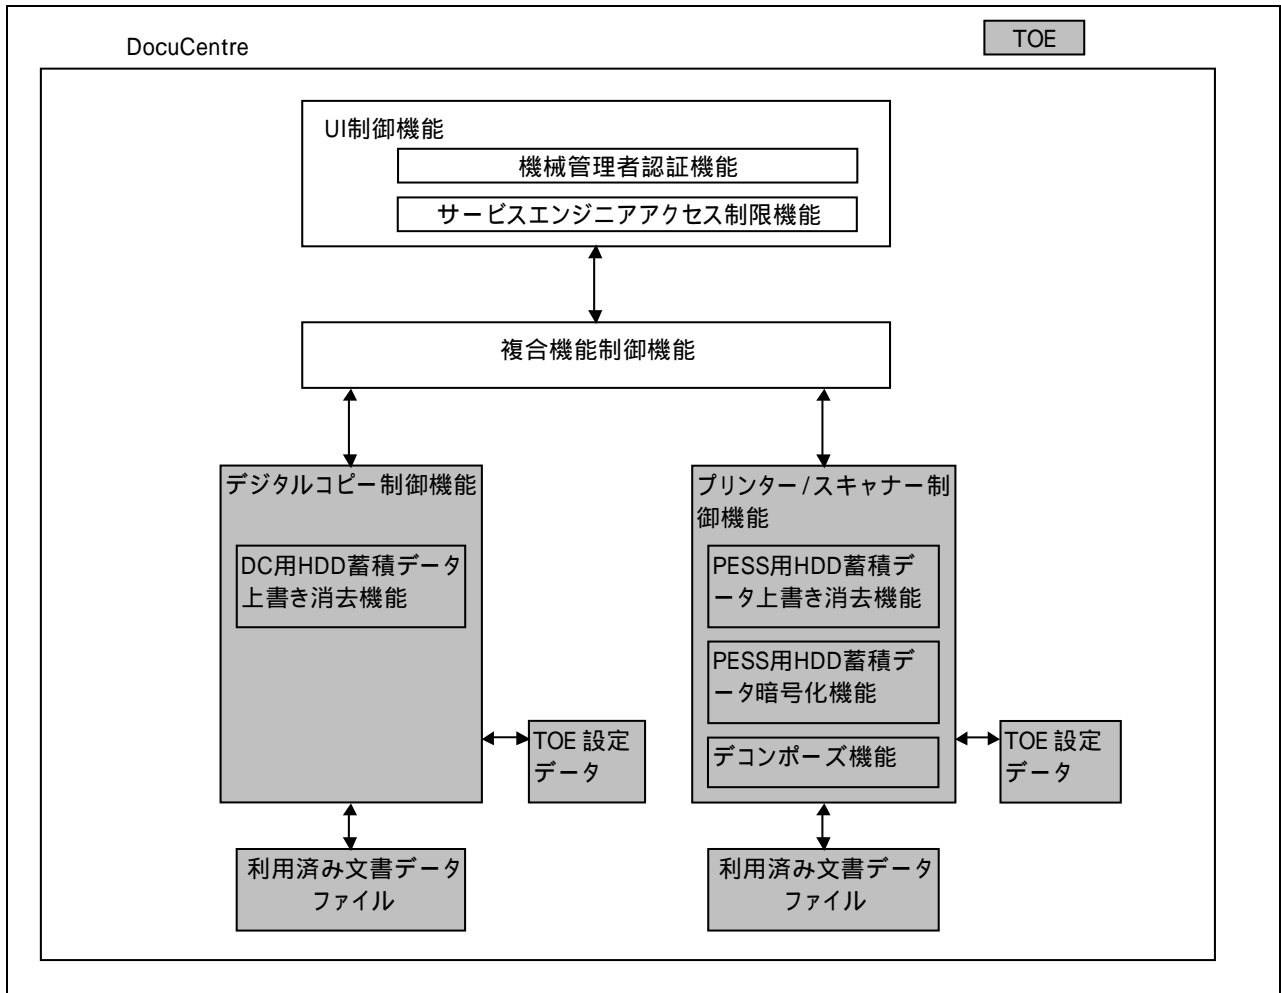 DocuCentre
TOE
UI制御機能
機械管理者認証機能
サービスエンジニアアクセス制限機能
複合機能制御機能
デジタルコピー制御機能
DC用HDD蓄積データ
上書き消去機能
TOE 設定
データ
利用済み文書データ
ファイル
プリンター/スキャナー制
御機能
PESS用HDD蓄積デ
ータ上書き消去機能
PESS用HDD蓄積デ
ータ暗号化機能
デコンポーズ機能
TOE 設定
データ
利用済み文書データ
ファイル